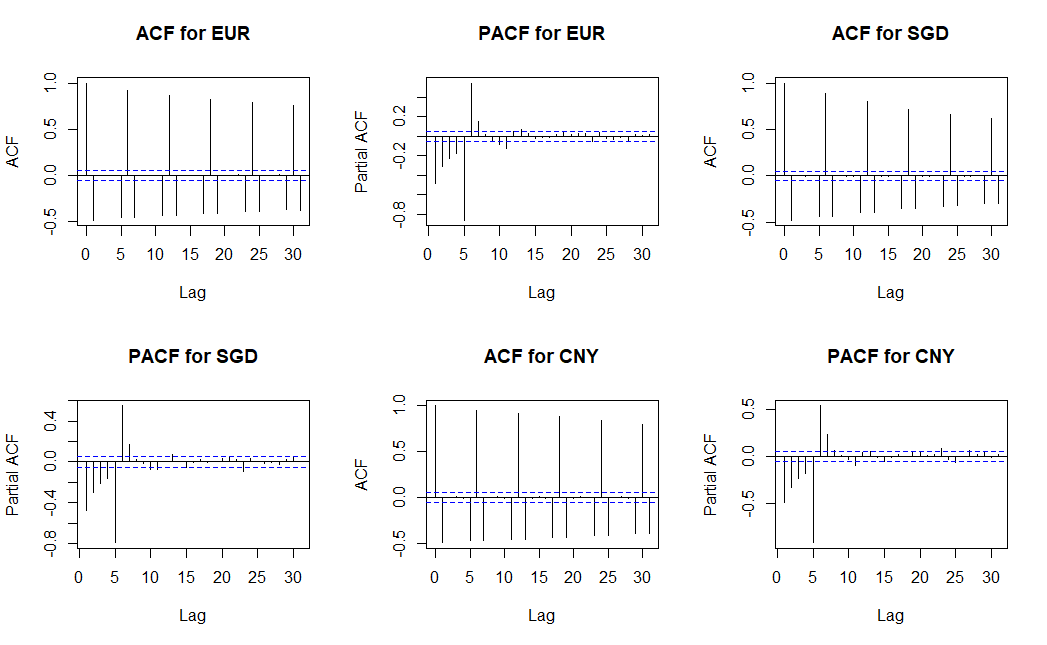 ACF for EUR
PACF for EUR
ACF for SGD
ACF
1.0
0.5
0.0
-0.5
0 5 10 15 20 25 30
Lag
Partial ACF
0.2
-0.2
-0.8
0 5 10 15 20 25 30
Lag
ACF
1.0
0.5
0.0
-0.5
0 5 10 15 20 25 30
Lag
PACF for SGD
ACF for CNY
PACF for CNY
Partial ACF
0.4
0.0
-0.4
-0.8
0 5 10 15 20 25 30
Lag
ACF
1.0
0.5
0.0
-0.5
0 5 10 15 20 25 30
Lag
Partial ACF
0.5
0.0
-0.5
0 5 10 15 20 25 30
Lag